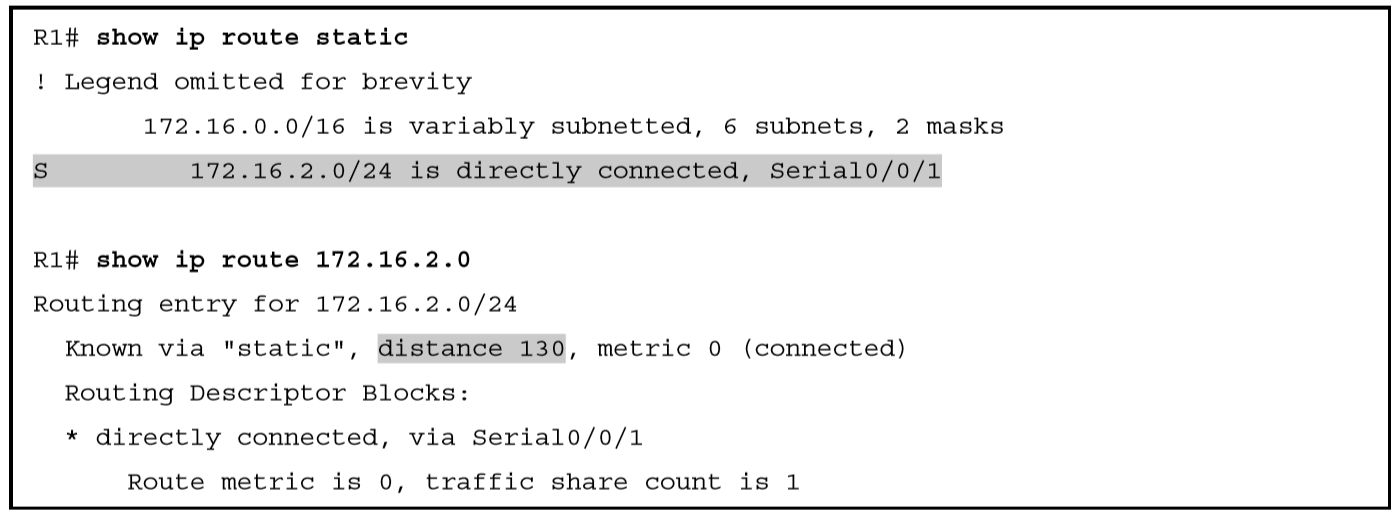 R1# show ip route static
! Legend omitted for brevity
172.16.0.0/16 is variably subnetted, 6 subnets, 2 masks
S 172.16.2.0/24 is directly connected, Serial0/0/1
R1# show ip route 172.16.2.0
Routing entry for 172.16.2.0/24
Known via "static", distance 130, metric 0 (connected)
Routing Descriptor Blocks:
* directly connected, via Serial0/0/1
Route metric is 0, traffic share count is 1